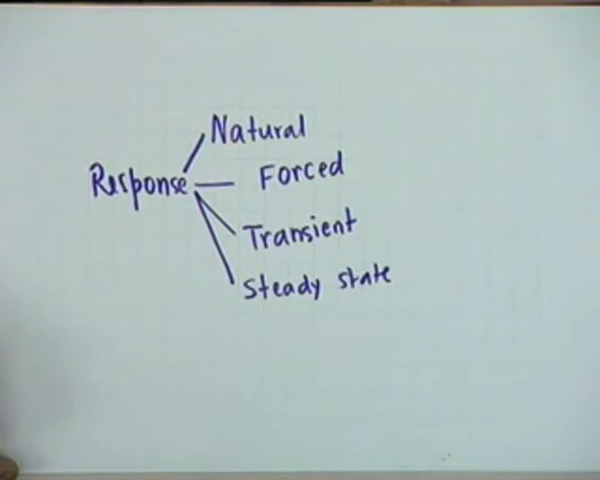 Natural
Response
Forced
Transient
Steady state